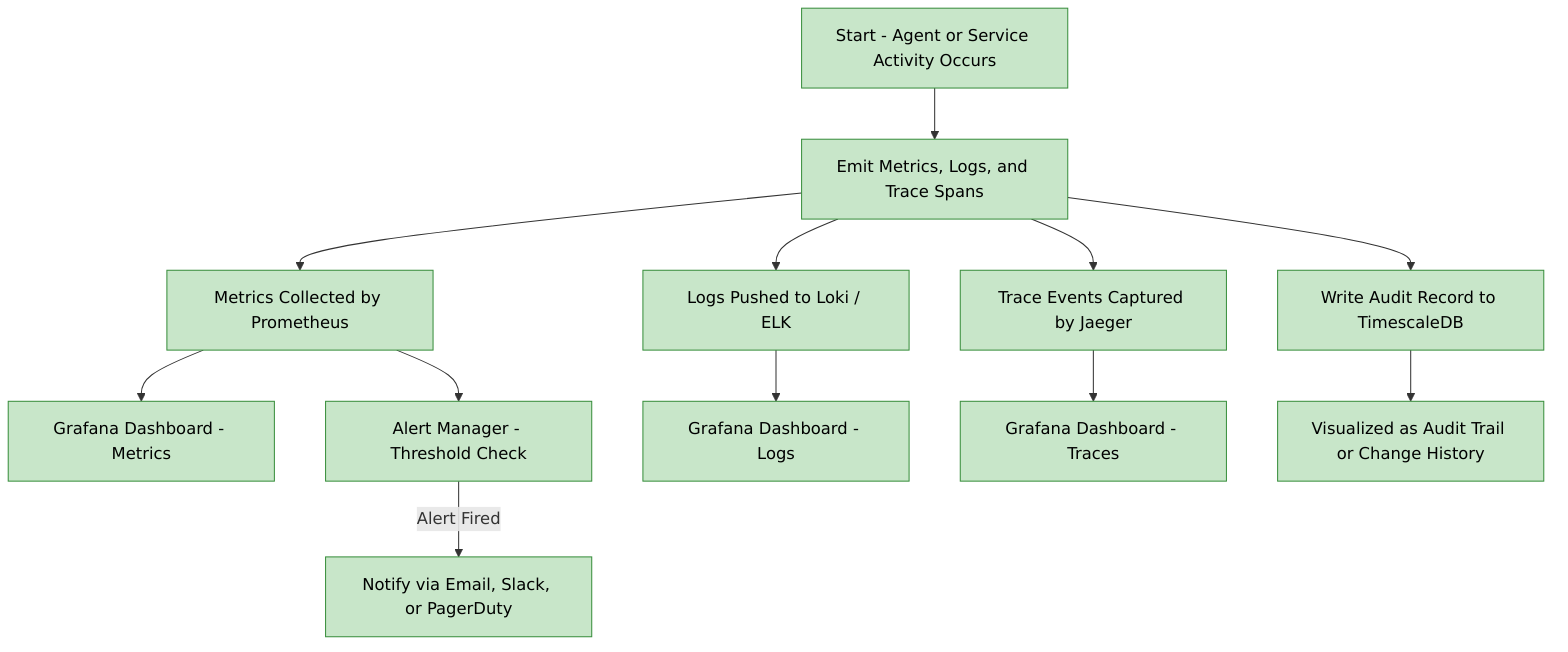 Start - Agent or Service
Activity Occurs
Emit Metrics, Logs, and
Trace Spans
Metrics Collected by
Prometheus
Logs Pushed to Loki /
ELK
Trace Events Captured
by Jaeger
Write Audit Record to
TimescaleDB
Grafana Dashboard -
Metrics
Alert Manager -
Threshold Check
Grafana Dashboard -
Logs
Grafana Dashboard -
Traces
Visualized as Audit Trail
or Change History
Alert Fired
Notify via Email, Slack,
or PagerDuty